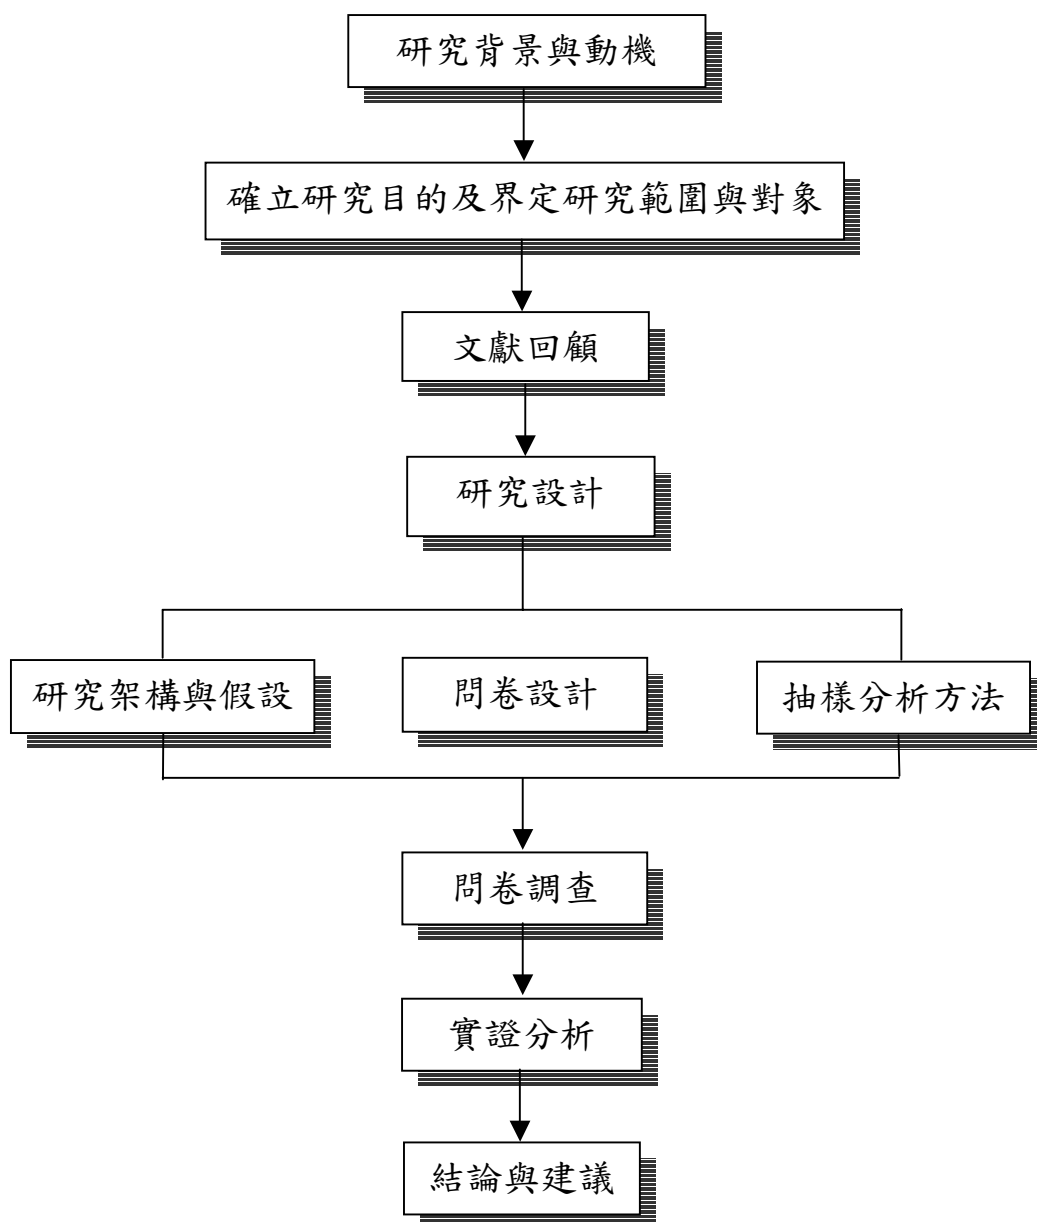 研究背景與動機
確立研究目的及界定研究範圍與對象
文獻回顧
研究設計
研究架構與假設
問卷設計
抽樣分析方法
問卷調查
實證分析
結論與建議